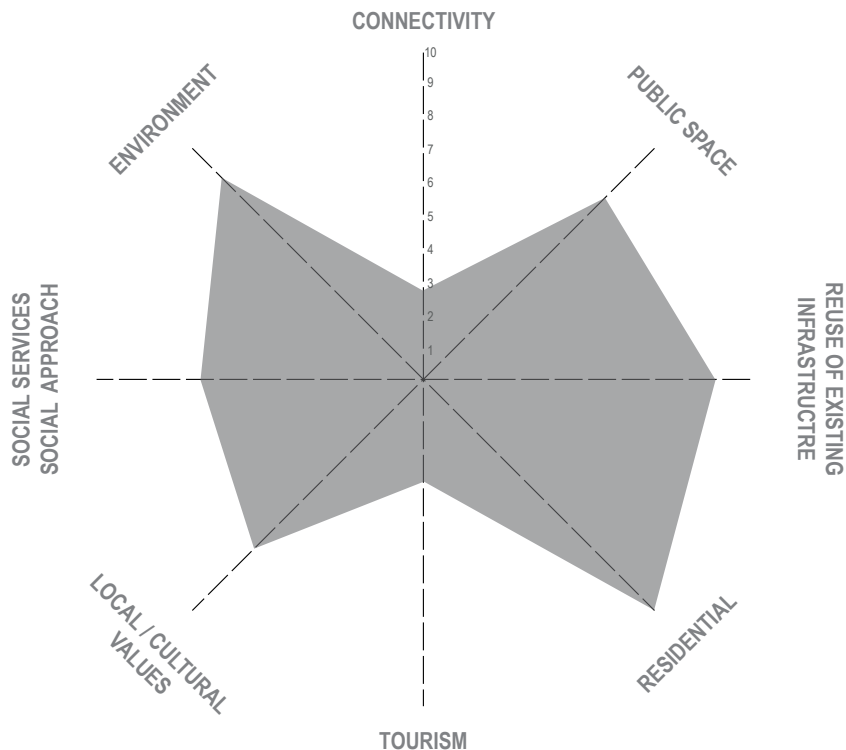 CONNECTIVITY
10
9
8
7
6
5
4
3
2
1
PUBLIC SPACE
REUSE OF EXISTING
INFRASTRUCTRE
RESIDENTIAL
TOURISM
LOCAL / CULTURAL
VALUES
SOCIAL SERVICES
SOCIAL APPROACH
ENVIRONMENT